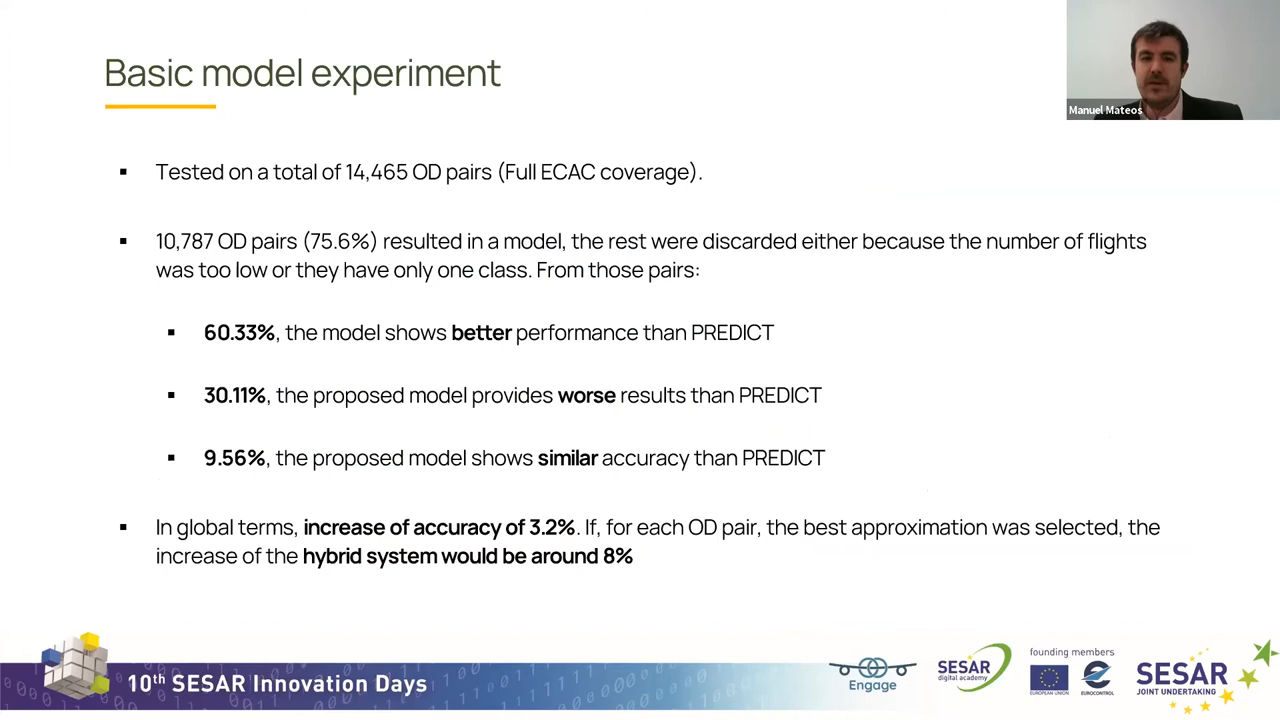 Basic model experiment
Manuel Mateos
▪ Tested on a total of 14,465 OD pairs (Full ECAC coverage).
▪ 10,787 OD pairs (75.6%) resulted in a model, the rest were discarded either because the number of flights
was too low or they have only one class. From those pairs:
▪ 60.33%, the model shows better performance than PREDICT
▪ 30.11%, the proposed model provides worse results than PREDICT
▪ 9.56%, the proposed model shows similar accuracy than PREDICT
▪ In global terms, increase of accuracy of 3.2%. If, for each OD pair, the best approximation was selected, the
increase of the hybrid system would be around 8%
10th SESAR Innovation Days
Engage
SESAR
digital academy
founding members
EUROPEAN UNION
EUROCONTROL
SESAR
JOINT UNDERTAKING